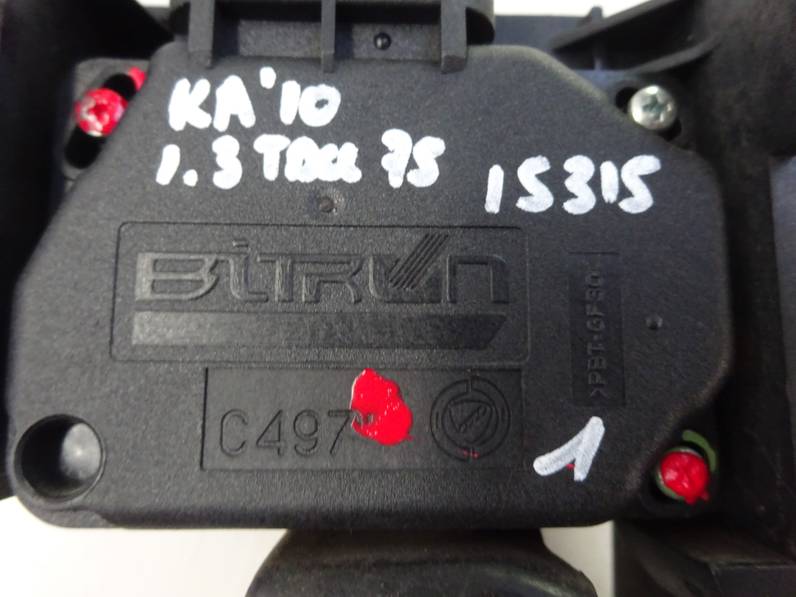 KA'10
1.3 TDCi 75 15315
BiTRON
>PBT-GF30<
C497
1